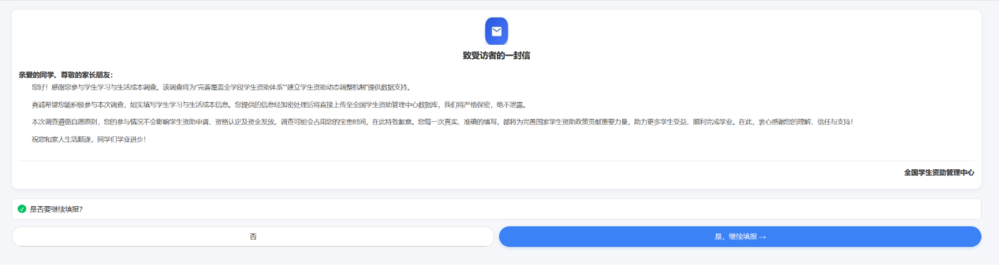 致受访者的一封信
亲爱的同学、尊敬的家长朋友：
您好！感谢您参与学生学习与生活成本调查。该调查将为“完善覆盖全学段学生资助体系”“建立学生资助动态调整机制”提供数据支持。
真诚希望您能积极参与本次调查，如实填写学生学习与生活成本信息。您提供的信息经加密处理后将直接上传至全国学生资助管理中心数据库，我们将严格保密，绝不泄露。
本次调查遵循自愿原则，您的参与情况不会影响学生资助申请、资格认定及资金发放。调查可能会占用您的宝贵时间，在此特致歉意。您每一次真实、准确的填写，都将为完善国家学生资助政策贡献重要力量，助力更多学生受益、顺利完成学业。在此，衷心感谢您的理解、信任与支持！
祝您和家人生活顺遂，同学们学业进步！
全国学生资助管理中心
是否要继续填报？
否
是，继续填报 →